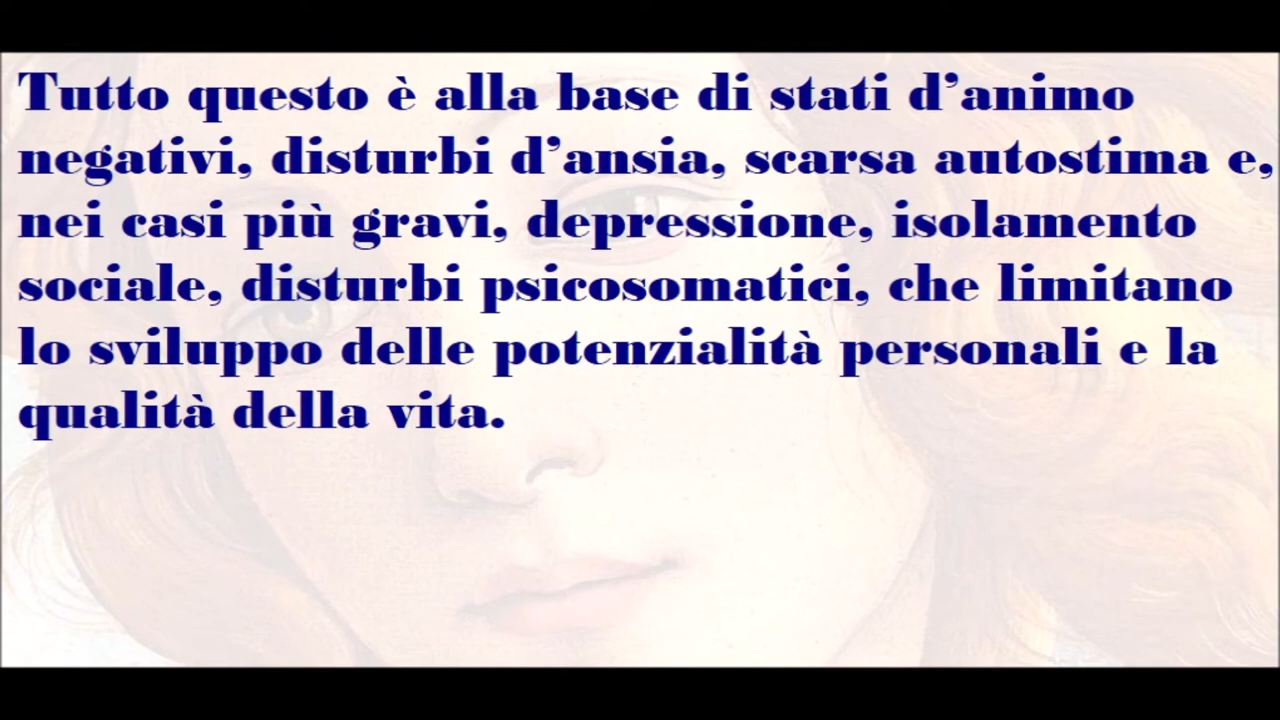 Tutto questo è alla base di stati d’animo
negativi, disturbi d’ansia, scarsa autostima e,
nei casi più gravi, depressione, isolamento
sociale, disturbi psicosomatici, che limitano
lo sviluppo delle potenzialità personali e la
qualità della vita.